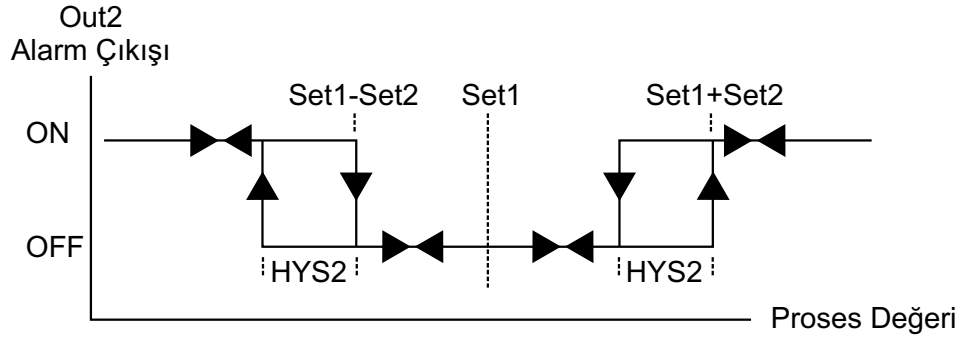 Out2
Alarm Çıkışı
Set1-Set2
Set1
Set1+Set2
ON
OFF
HYS2
HYS2
Proses Değeri